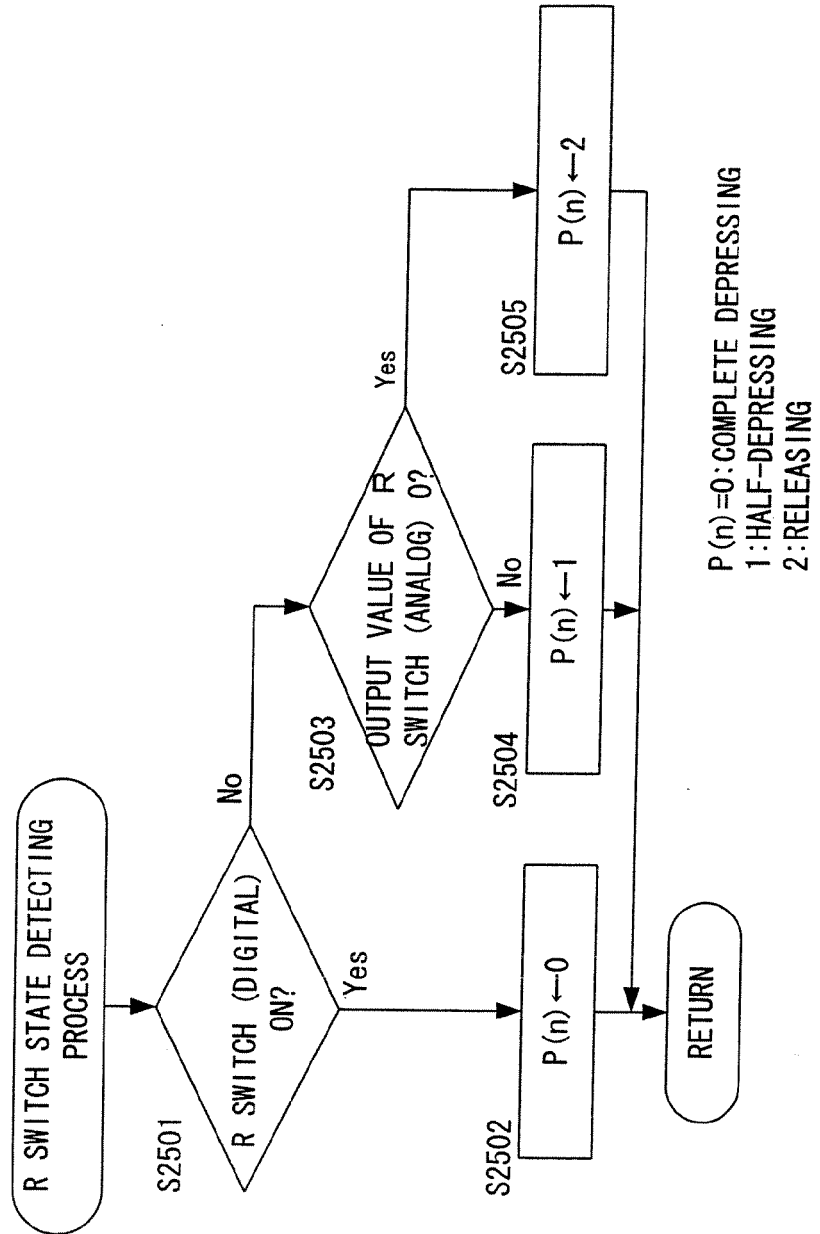 R SWITCH STATE DETECTING
PROCESS
S2501
R SWITCH (DIGITAL)
ON?
No
Yes
S2502
P(n)←0
S2503
OUTPUT VALUE OF R
SWITCH (ANALOG) 0?
Yes
No
S2504
P(n)←1
S2505
P(n)←2
RETURN
P(n)=0:COMPLETE DEPRESSING
1:HALF-DEPRESSING
2:RELEASING